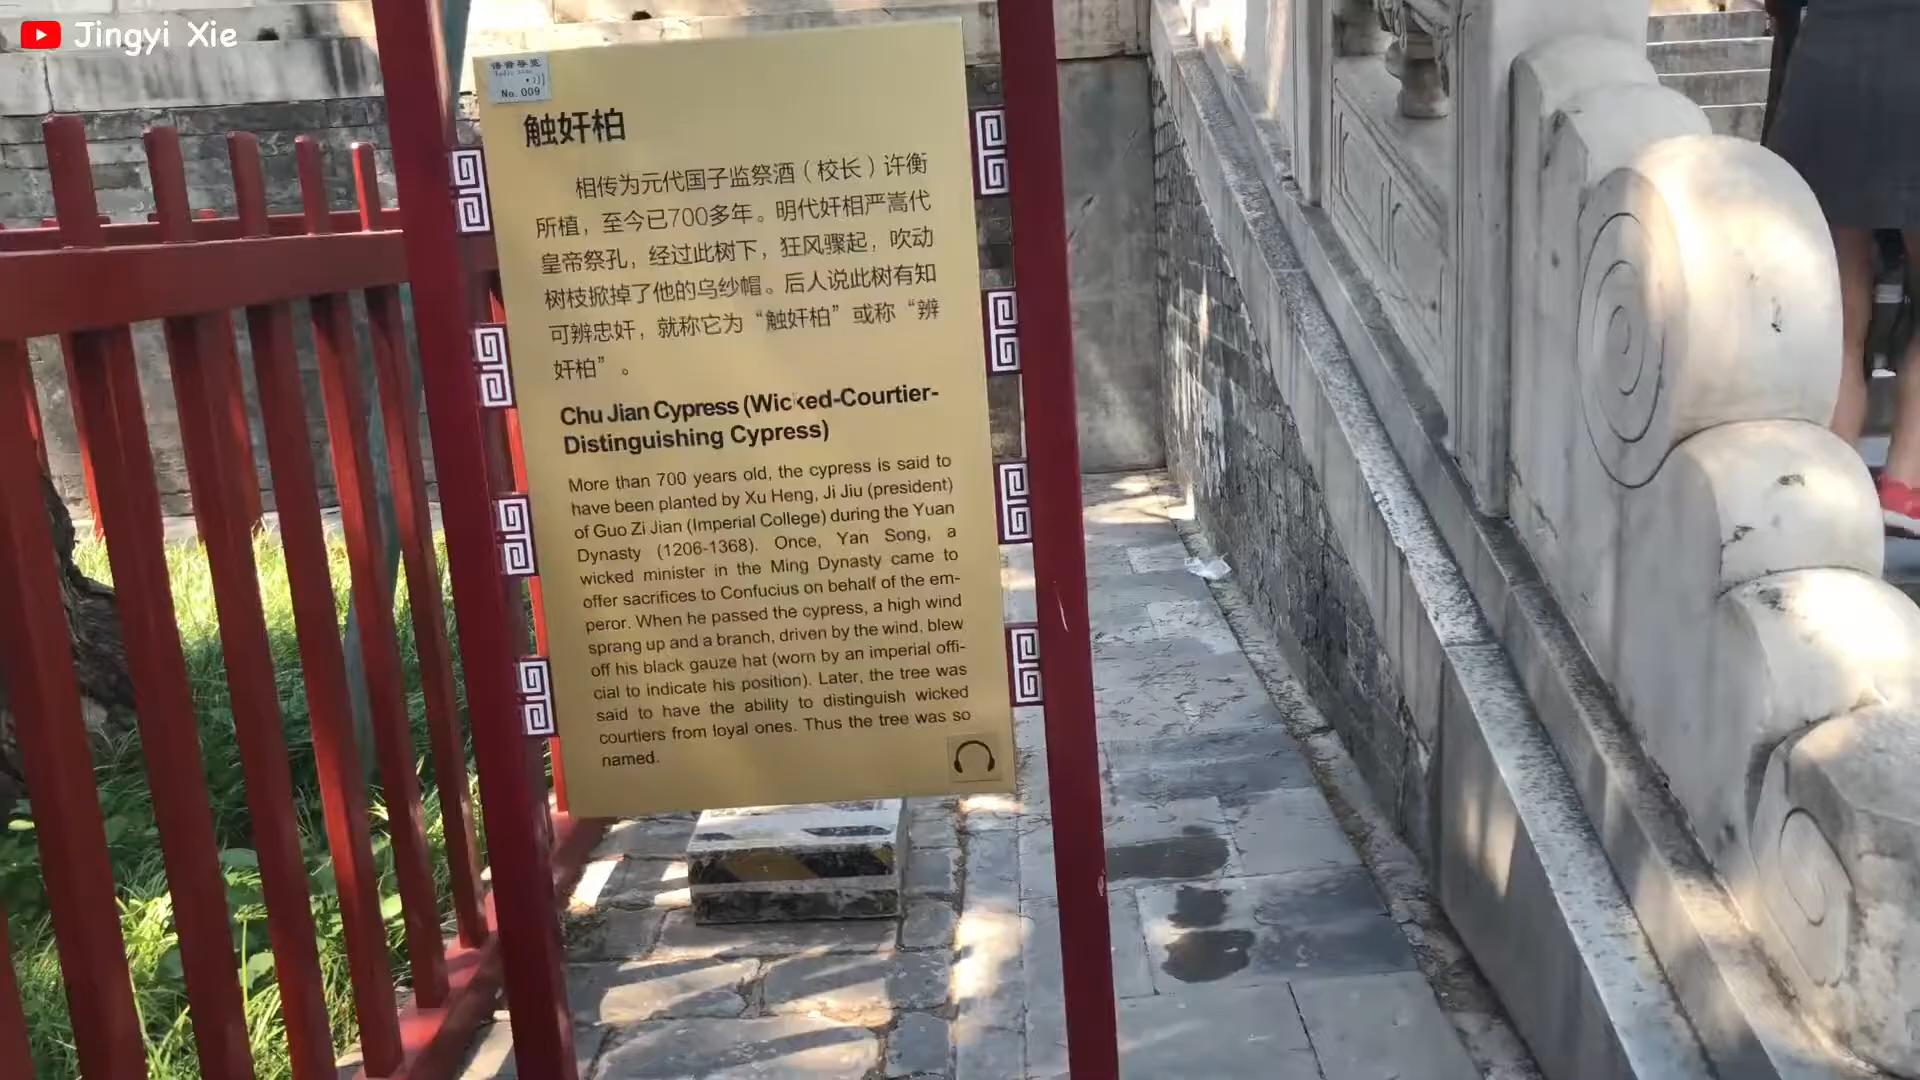 Jingyi Xie
语音导览
No. 009
触奸柏
相传为元代国子监祭酒（校长）许衡
所植，至今已700多年。明代奸相严嵩代
皇帝祭孔，经过此树下，狂风骤起，吹动
树枝掀掉了他的乌纱帽。后人说此树有知
可辨忠奸，就称它为“触奸柏”或称“辨
奸柏”。
Chu Jian Cypress (Wicked-Courtier-
Distinguishing Cypress)
More than 700 years old, the cypress is said to
have been planted by Xu Heng, Ji Jiu (president)
of Guo Zi Jian (Imperial College) during the Yuan
Dynasty (1206-1368). Once, Yan Song, a
wicked minister in the Ming Dynasty came to
offer sacrifices to Confucius on behalf of the em-
peror. When he passed the cypress, a high wind
sprang up and a branch, driven by the wind, blew
off his black gauze hat (worn by an imperial offi-
cial to indicate his position). Later, the tree was
said to have the ability to distinguish wicked
courtiers from loyal ones. Thus the tree was so
named.